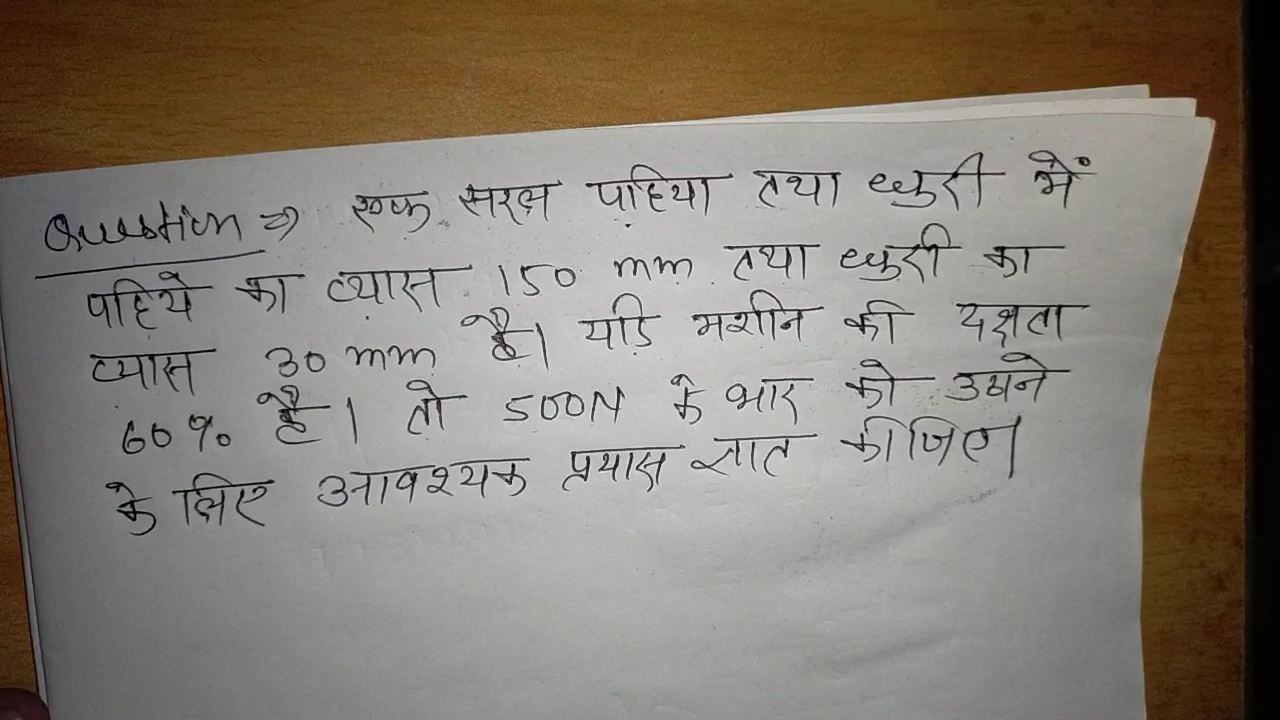 Question => एक सरल पहिया तथा धुरी में
पहिये का व्यास 150 mm तथा धुरी का
व्यास 30 mm है। यदि मशीन की दक्षता
60% है। तो 500N के भार को उठाने
के लिए आवश्यक प्रयास ज्ञात कीजिए।